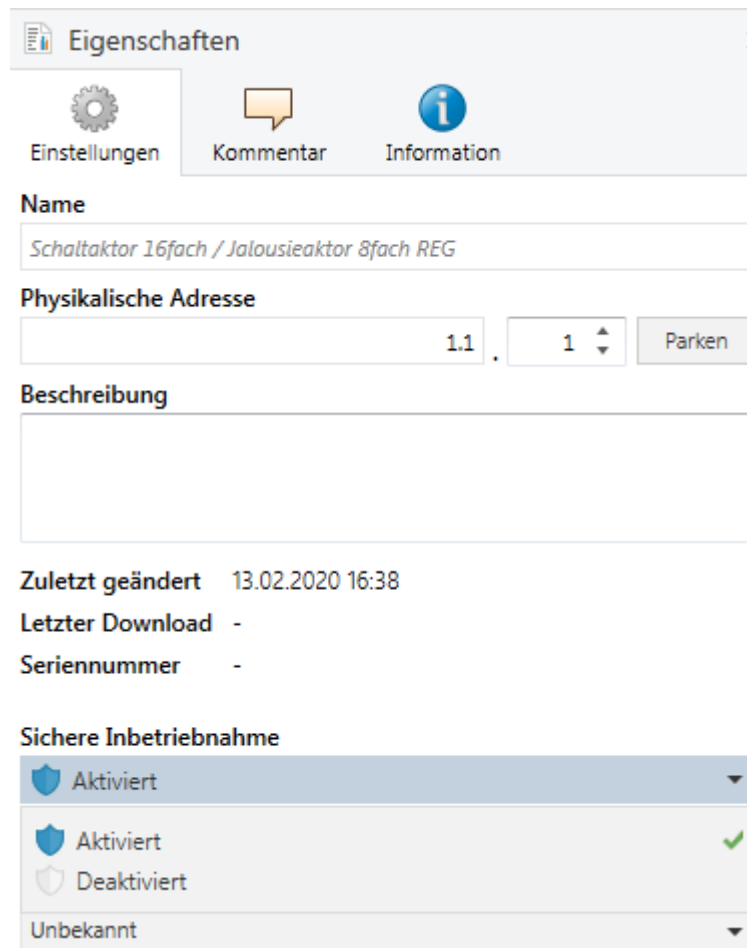 Eigenschaften
Einstellungen Kommentar Information
Name
Schaltaktor 16fach / Jalousieaktor 8fach REG
Physikalische Adresse
1.1 . 1 Parken
Beschreibung
Zuletzt geändert 13.02.2020 16:38
Letzter Download -
Seriennummer -
Sichere Inbetriebnahme
Aktiviert
Aktiviert
Deaktiviert
Unbekannt